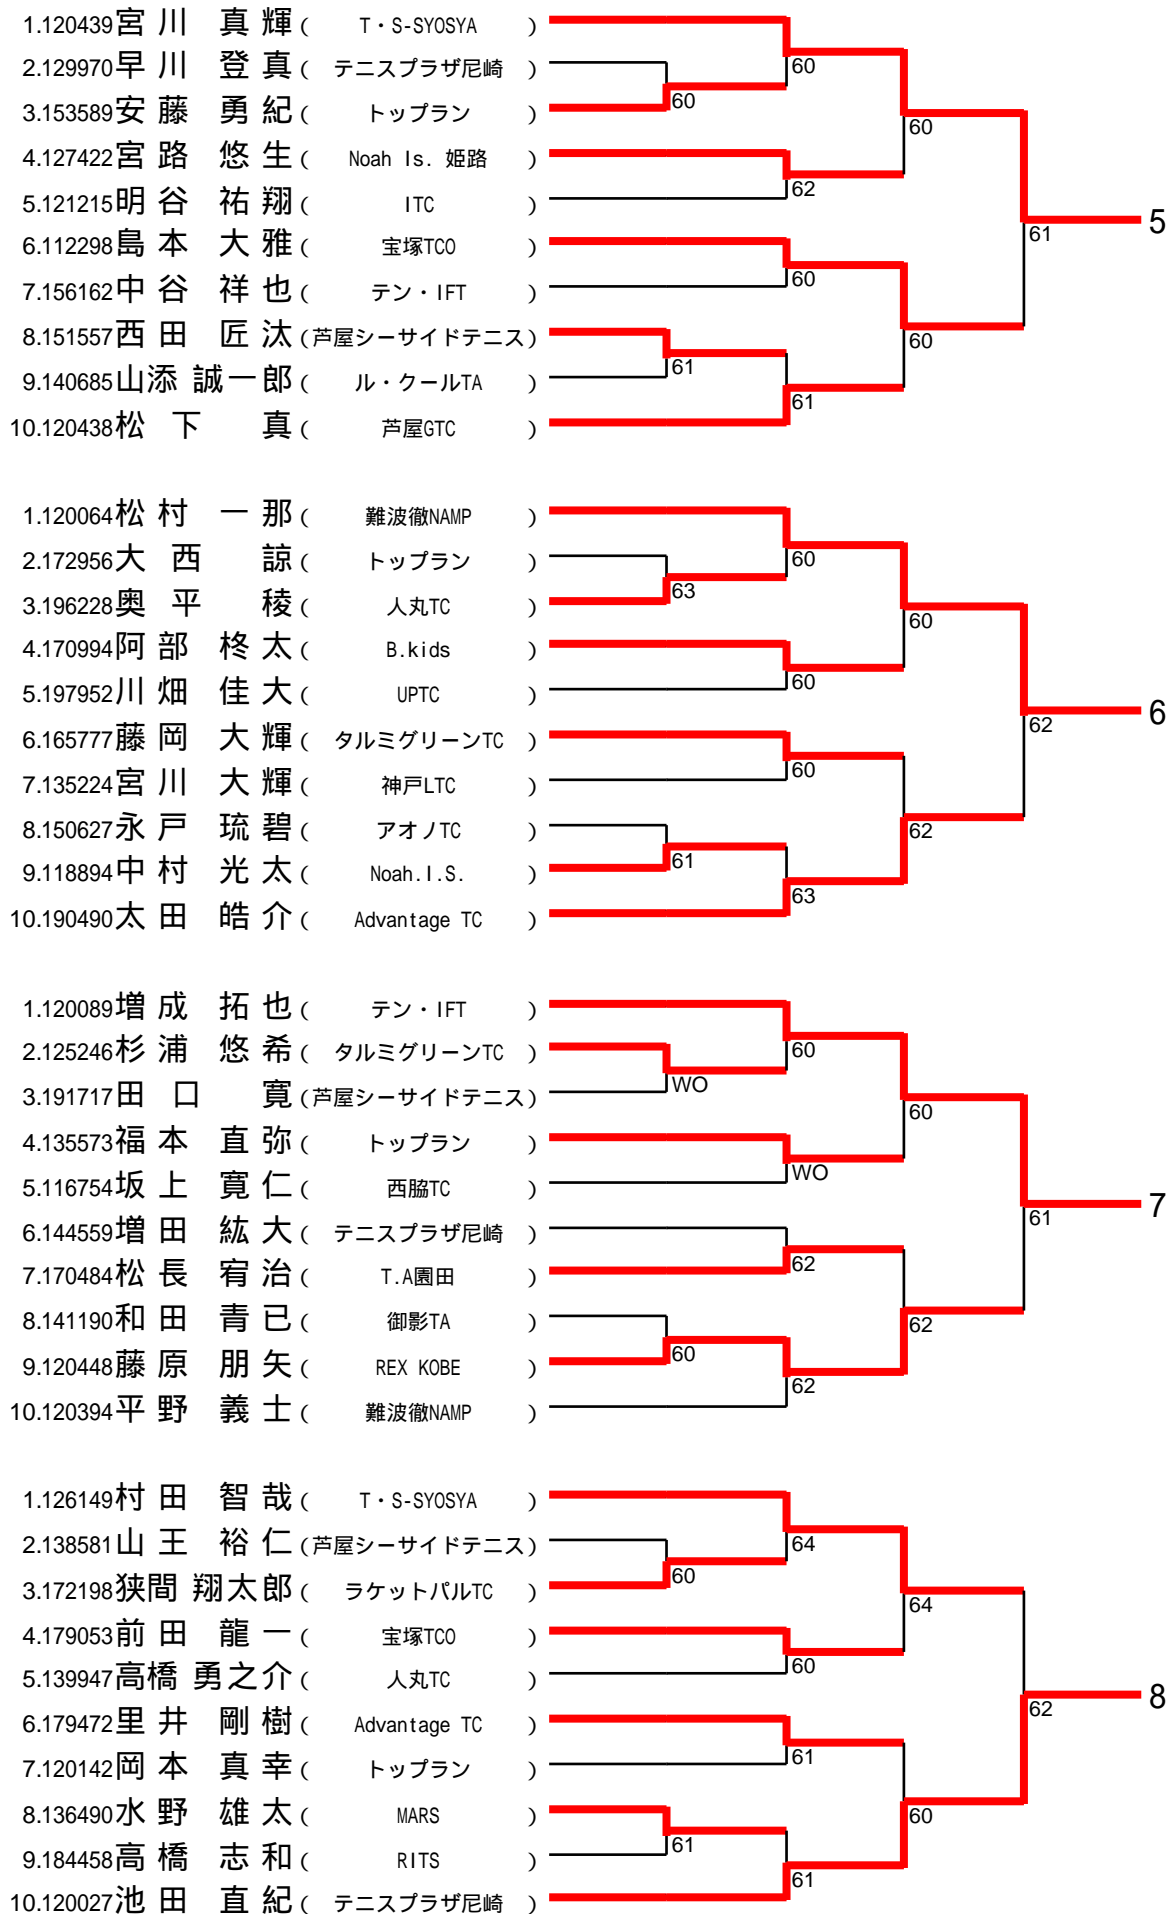 1.120439宮川 真輝( T・S-SYOSYA )
60
2.129970早川 登真( テニスプラザ尼崎 )
60
3.153589安藤 勇紀( トップラン )
60
4.127422宮路 悠生( Noah Is. 姫路 )
62
5.121215明谷 祐翔( ITC )
61
5
6.112298島本 大雅( 宝塚TCO )
60
7.156162中谷 祥也( テン・IFT )
60
8.151557西田 匠汰(芦屋シーサイドテニス)
61
9.140685山添 誠一郎( ル・クールTA )
61
10.120438松下 真( 芦屋GTC )
1.120064松村 一那( 難波徹NAMP )
60
2.172956大西 諒( トップラン )
63
3.196228奥平 稜( 人丸TC )
60
4.170994阿部 柊太( B.kids )
60
5.197952川畑 佳大( UPTC )
62
6
6.165777藤岡 大輝( タルミグリーンTC )
60
7.135224宮川 大輝( 神戸LTC )
62
8.150627永戸 琉碧( アオノTC )
61
9.118894中村 光太( Noah.I.S. )
63
10.190490太田 皓介( Advantage TC )
1.120089増成 拓也( テン・IFT )
60
2.125246杉浦 悠希( タルミグリーンTC )
WO
3.191717田口 寛(芦屋シーサイドテニス)
60
4.135573福本 直弥( トップラン )
WO
5.116754坂上 寛仁( 西脇TC )
61
7
6.144559増田 紘大( テニスプラザ尼崎 )
62
7.170484松長 宥治( T.A園田 )
62
8.141190和田 青已( 御影TA )
60
9.120448藤原 朋矢( REX KOBE )
62
10.120394平野 義士( 難波徹NAMP )
1.126149村田 智哉( T・S-SYOSYA )
64
2.138581山王 裕仁(芦屋シーサイドテニス)
60
3.172198狭間 翔太郎( ラケットパルTC )
64
4.179053前田 龍一( 宝塚TCO )
60
5.139947高橋 勇之介( 人丸TC )
62
8
6.179472里井 剛樹( Advantage TC )
61
7.120142岡本 真幸( トップラン )
60
8.136490水野 雄太( MARS )
61
9.184458高橋 志和( RITS )
61
10.120027池田 直紀( テニスプラザ尼崎 )